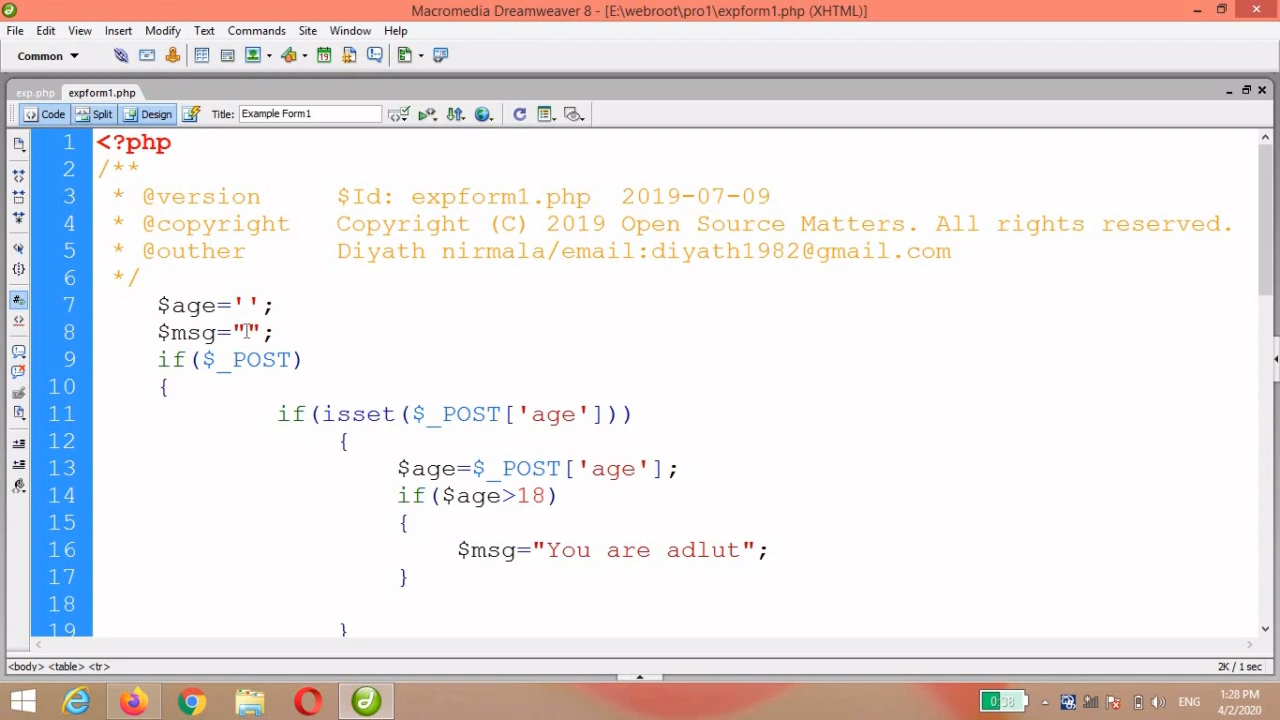 Macromedia Dreamweaver 8 - [E:\webroot\pro1\expform1.php (XHTML)]
File Edit View Insert Modify Text Commands Site Window Help
Common
exp.php expform1.php
Code Split Design Title: Example Form1
1 <?php
2 /**
3 * @version $Id: expform1.php 2019-07-09
4 * @copyright Copyright (C) 2019 Open Source Matters. All rights reserved.
5 * @outher Diyath nirmala/email:diyath1982@gmail.com
6 */
7 $age='';
8 $msg="";
9 if($_POST)
10 {
11 if(isset($_POST['age']))
12 {
13 $age=$_POST['age'];
14 if($age>18)
15 {
16 $msg="You are adlut";
17 }
18
19 }
<body> <table> <tr> 2K / 1 sec
0:38 ENG 1:28 PM
4/2/2020